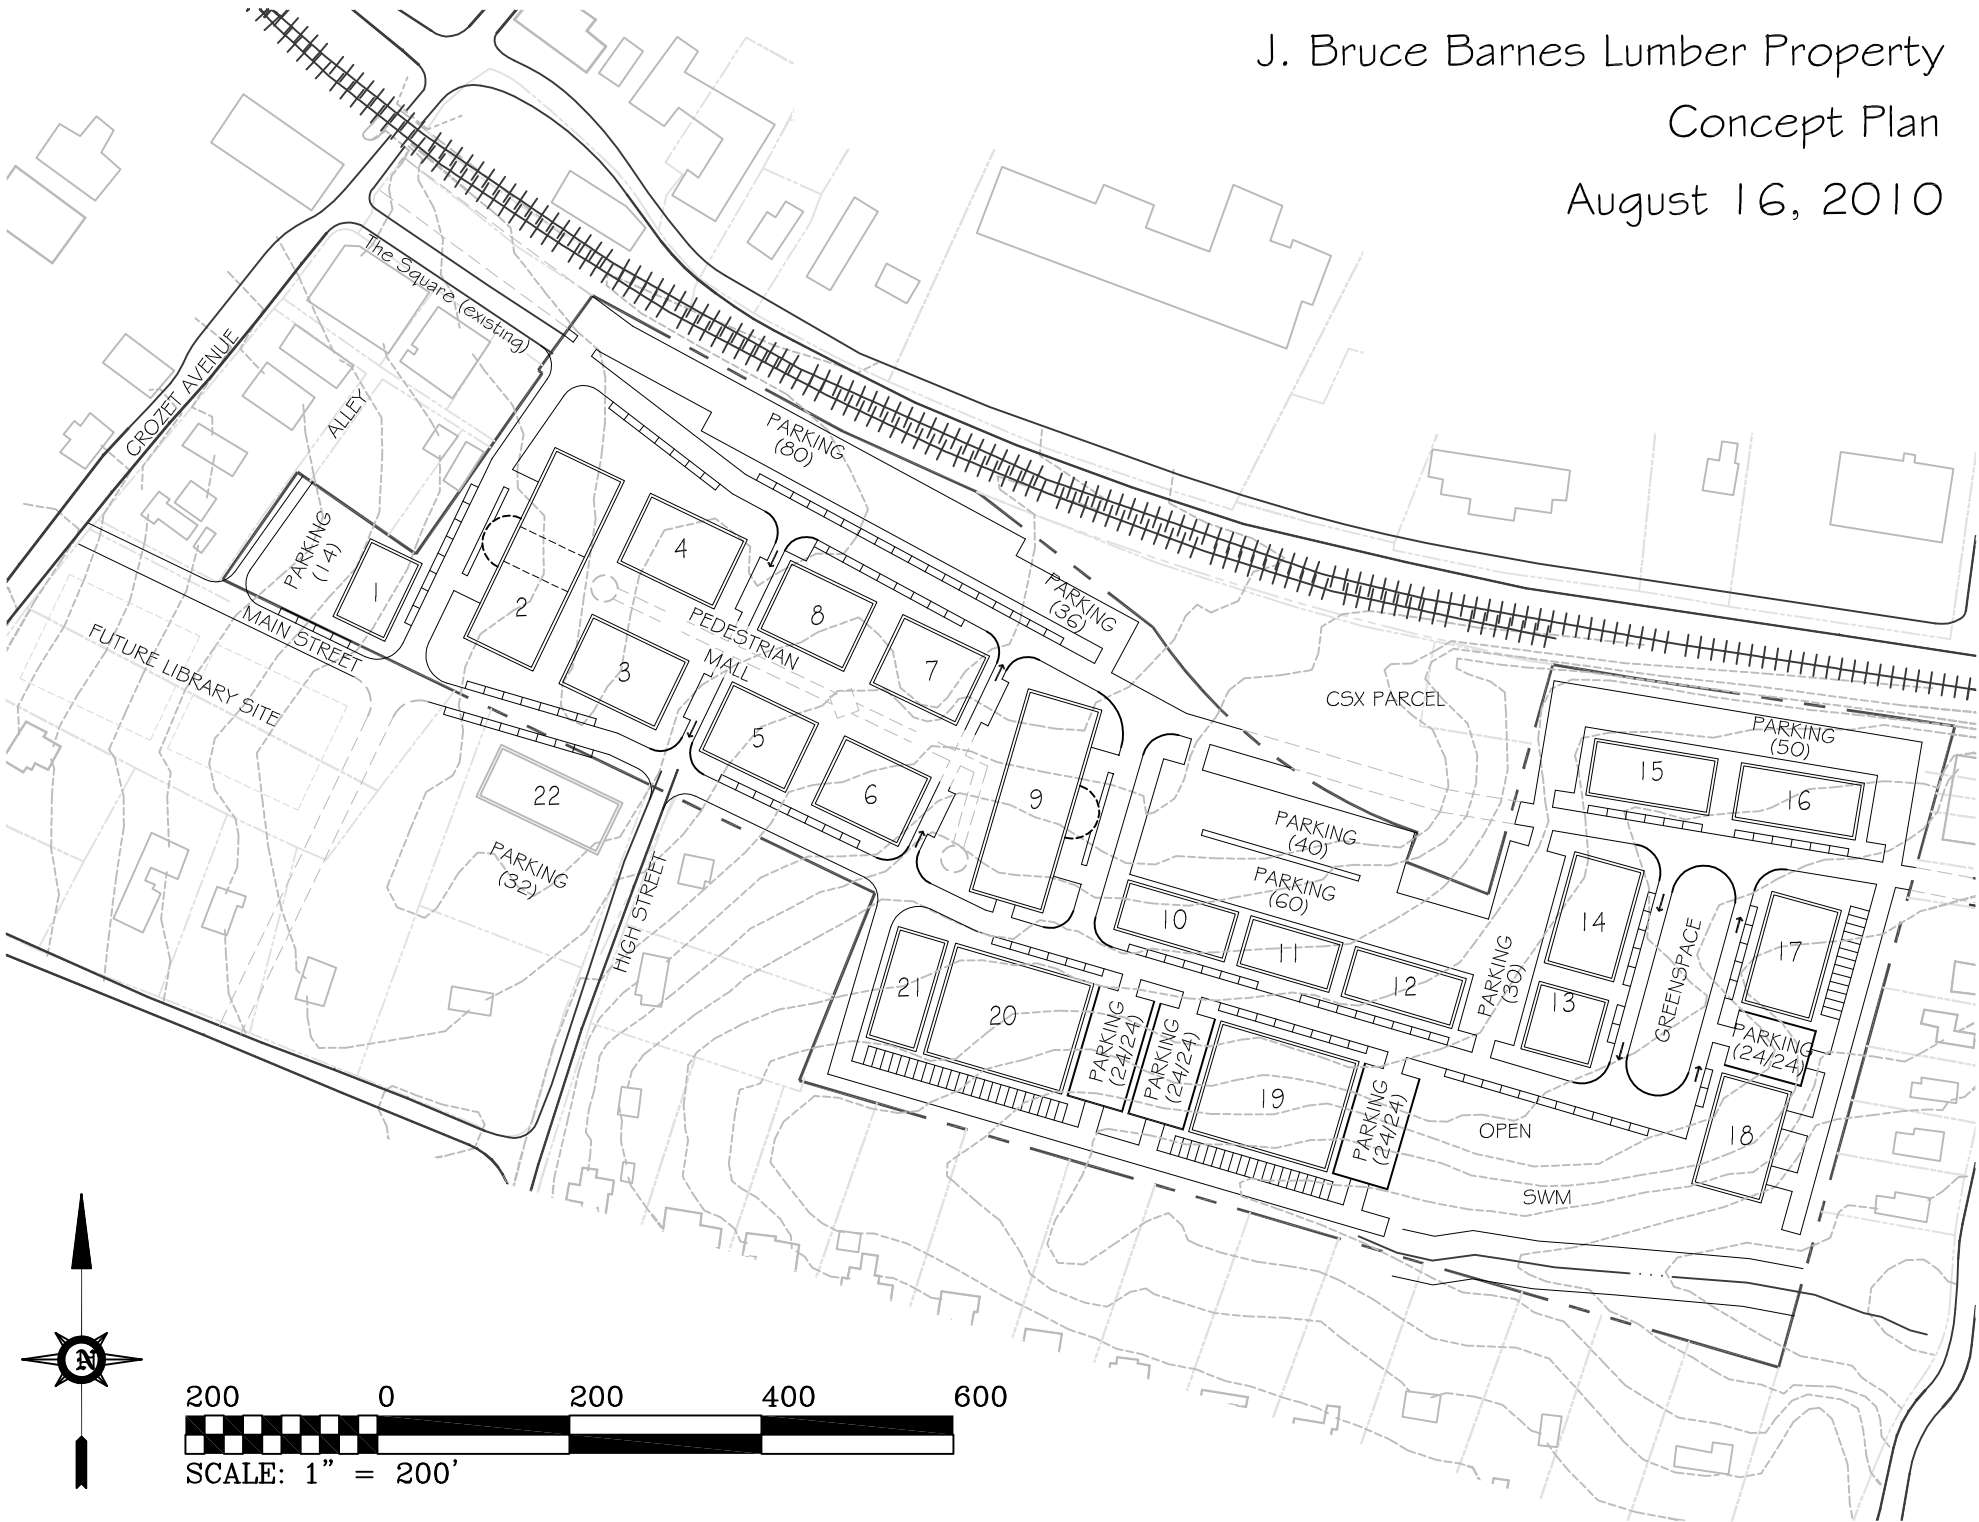 J. Bruce Barnes Lumber Property
Concept Plan
August 16, 2010
The Square (existing)
CROZET AVENUE
ALLEY
PARKING
(80)
PARKING
(14)
1
2
4
3
8
7
PEDESTRIAN
MALL
5
6
PARKING
(36)
MAIN STREET
FUTURE LIBRARY SITE
22
PARKING
(32)
HIGH STREET
9
CSX PARCEL
PARKING
(40)
PARKING
(60)
10
11
12
PARKING
(50)
15
16
14
13
PARKING
(30)
GREENSPACE
17
PARKING
(24/24)
18
21
20
PARKING
(24/24)
PARKING
(24/24)
19
PARKING
(24/24)
OPEN
SWM
N
200 0 200 400 600
SCALE: 1" = 200'